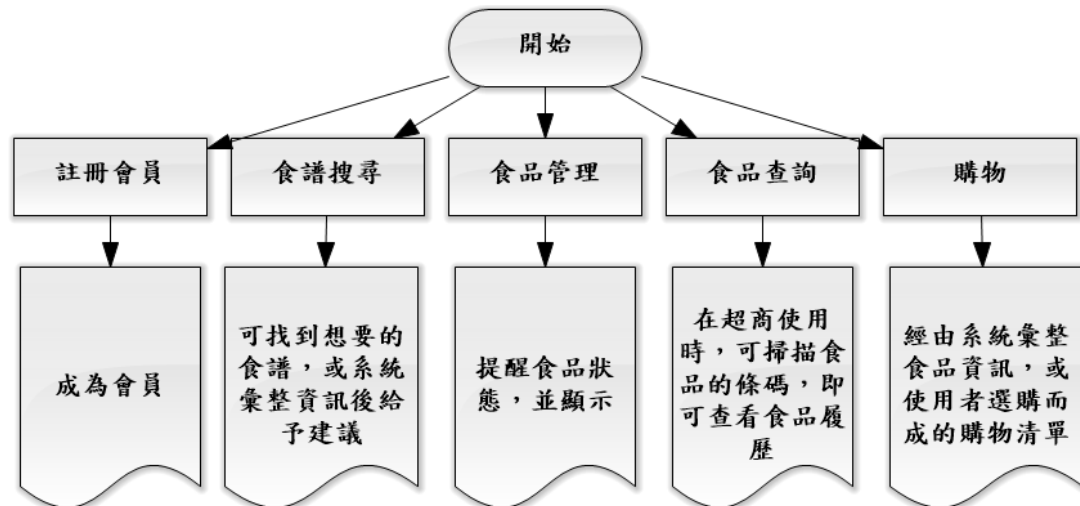 開始
註冊會員
食譜搜尋
食品管理
食品查詢
購物
成為會員
可找到想要的
食譜，或系統
彙整資訊後給
予建議
提醒食品狀
態，並顯示
在超商使用
時，可掃描食
品的條碼，即
可查看食品履
歷
經由系統彙整
食品資訊，或
使用者選購而
成的購物清單